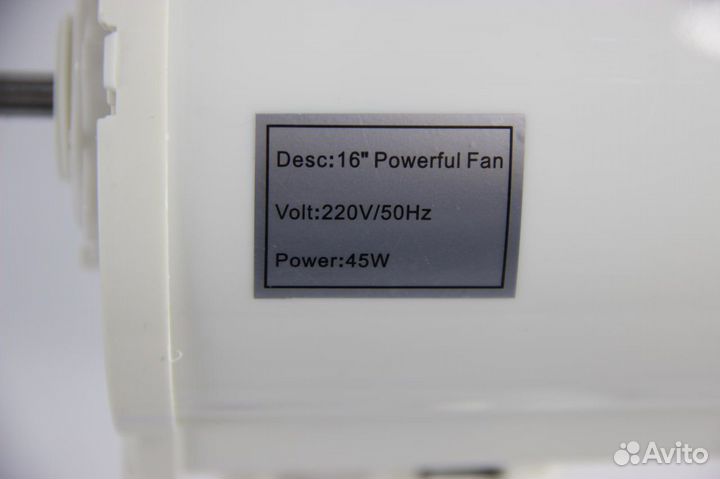 Desc:16" Powerful Fan
Volt:220V/50Hz
Power:45W
Avito